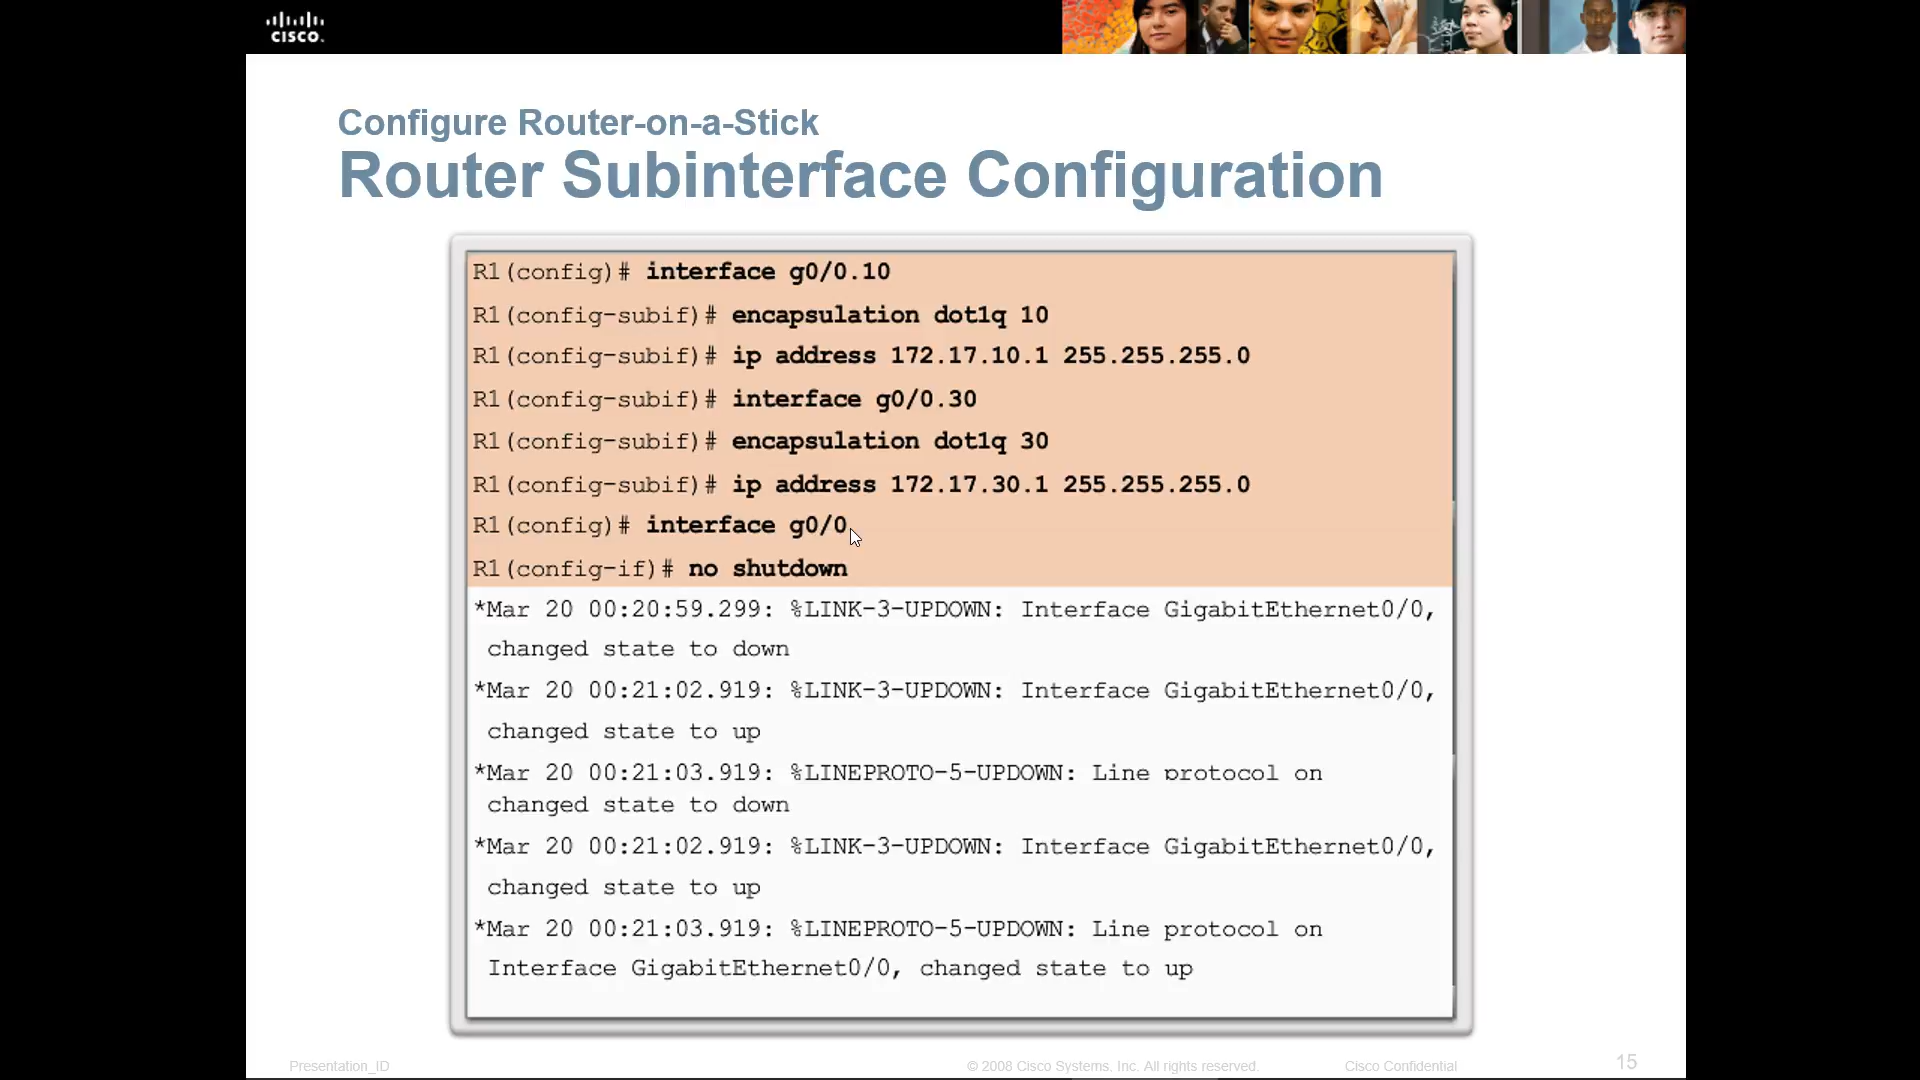 CISCO.
Configure Router-on-a-Stick
Router Subinterface Configuration
R1(config)# interface g0/0.10
R1(config-subif)# encapsulation dot1q 10
R1(config-subif)# ip address 172.17.10.1 255.255.255.0
R1(config-subif)# interface g0/0.30
R1(config-subif)# encapsulation dot1q 30
R1(config-subif)# ip address 172.17.30.1 255.255.255.0
R1(config)# interface g0/0
R1(config-if)# no shutdown
*Mar 20 00:20:59.299: %LINK-3-UPDOWN: Interface GigabitEthernet0/0,
changed state to down
*Mar 20 00:21:02.919: %LINK-3-UPDOWN: Interface GigabitEthernet0/0,
changed state to up
*Mar 20 00:21:03.919: %LINEPROTO-5-UPDOWN: Line protocol on
changed state to down
*Mar 20 00:21:02.919: %LINK-3-UPDOWN: Interface GigabitEthernet0/0,
changed state to up
*Mar 20 00:21:03.919: %LINEPROTO-5-UPDOWN: Line protocol on
Interface GigabitEthernet0/0, changed state to up
Presentation_ID
© 2008 Cisco Systems, Inc. All rights reserved.
Cisco Confidential
15